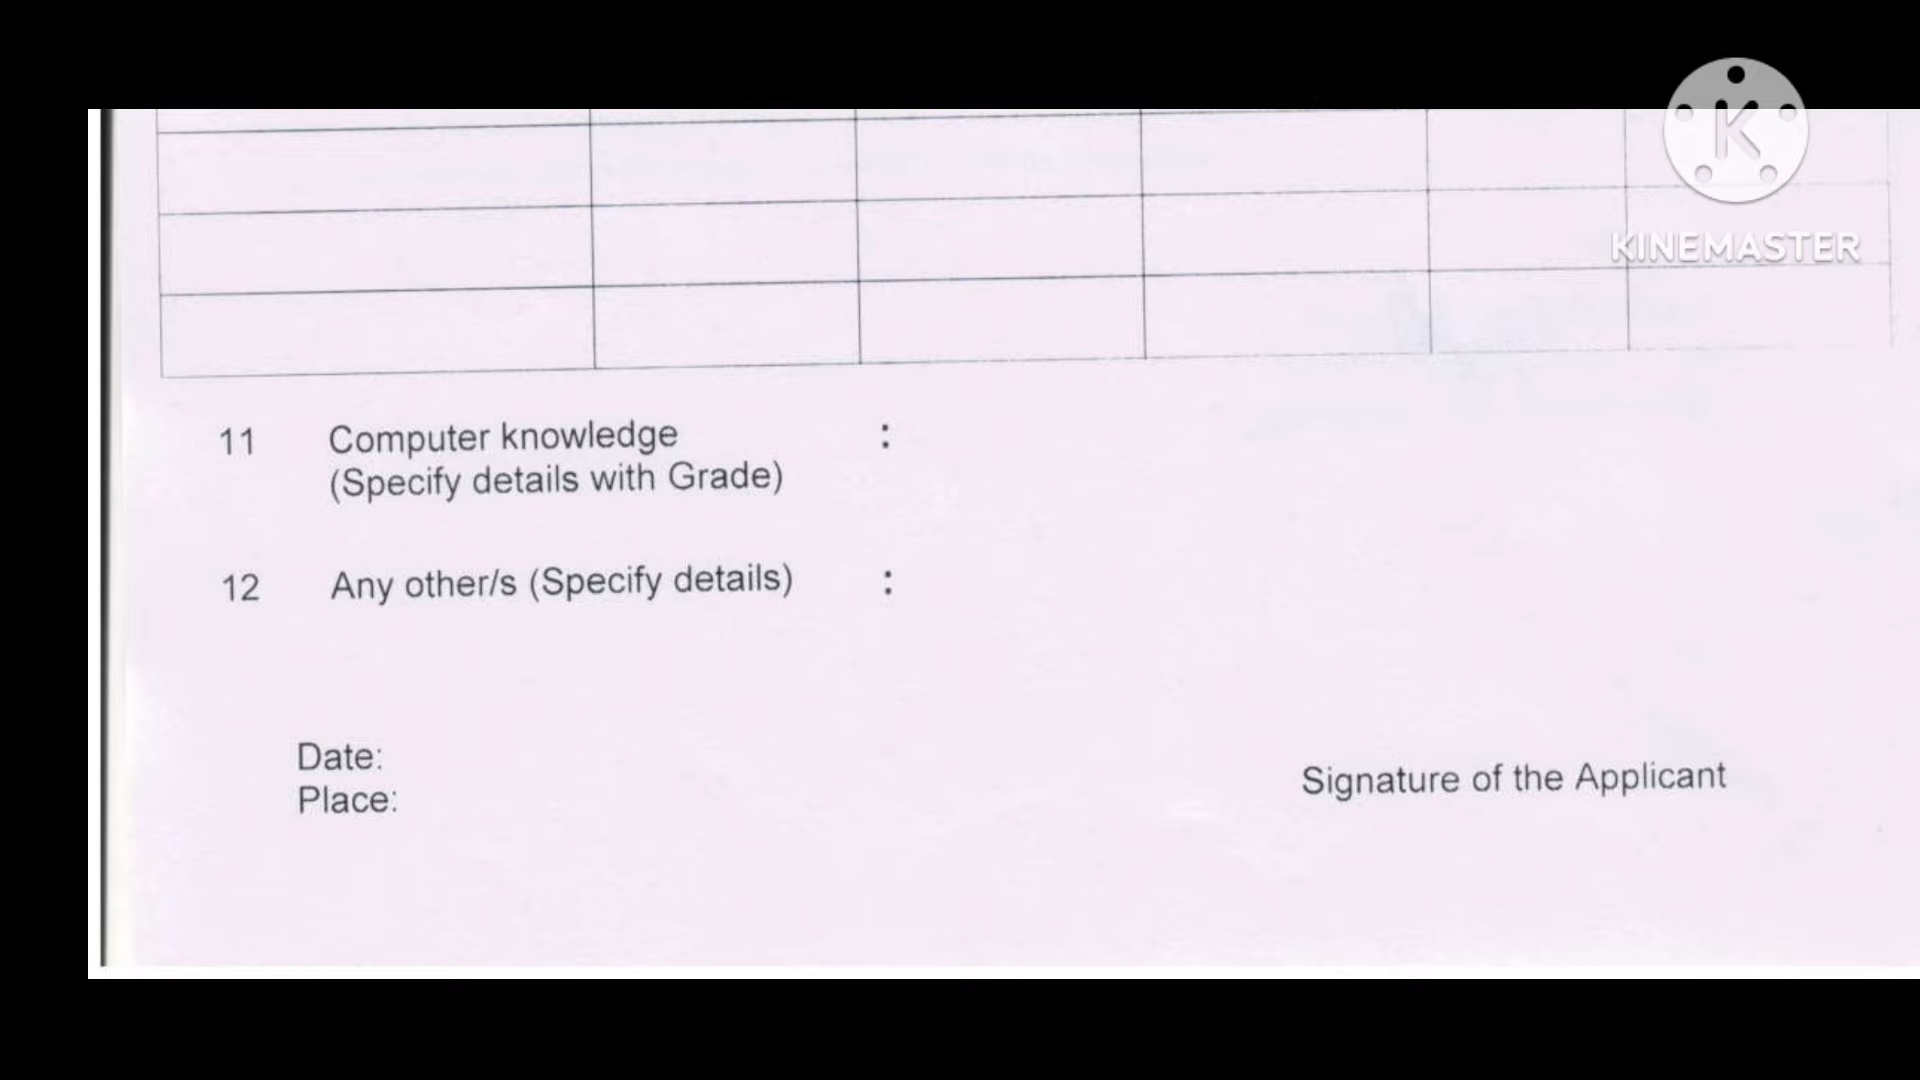 K
KINEMASTER
11 Computer knowledge :
(Specify details with Grade)
12 Any other/s (Specify details) :
Date:
Place:
Signature of the Applicant